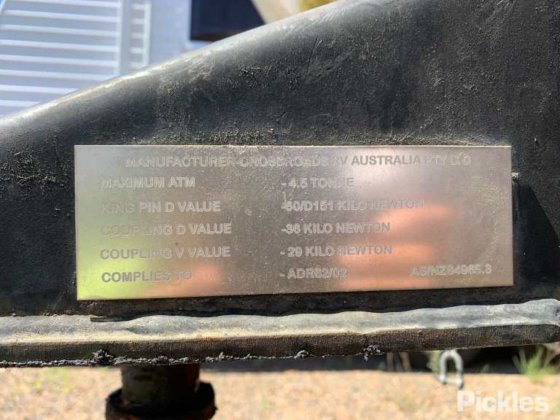 MANUFACTURER-CROSSROADS RV AUSTRALIA PTY LTD
MAXIMUM ATM - 4.5 TONNE
KING PIN D VALUE -50/D151 KILO NEWTON
COUPLING D VALUE -36 KILO NEWTON
COUPLING V VALUE - 29 KILO NEWTON
COMPLIES TO - ADR62/02 AS/NZS4968.3
Pickles